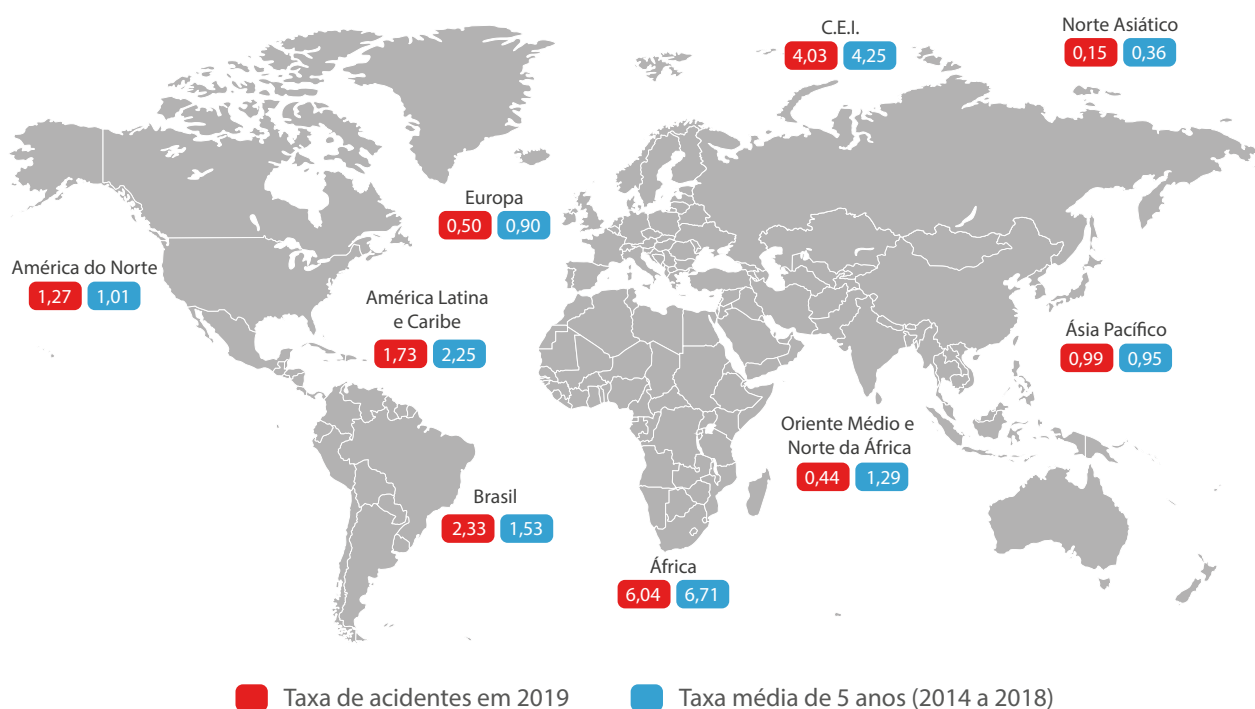 C.E.I.
4,03 4,25
Norte Asiático
0,15 0,36
Europa
0,50 0,90
América do Norte
1,27 1,01
América Latina
e Caribe
1,73 2,25
Ásia Pacífico
0,99 0,95
Oriente Médio e
Norte da África
0,44 1,29
Brasil
2,33 1,53
África
6,04 6,71
Taxa de acidentes em 2019
Taxa média de 5 anos (2014 a 2018)